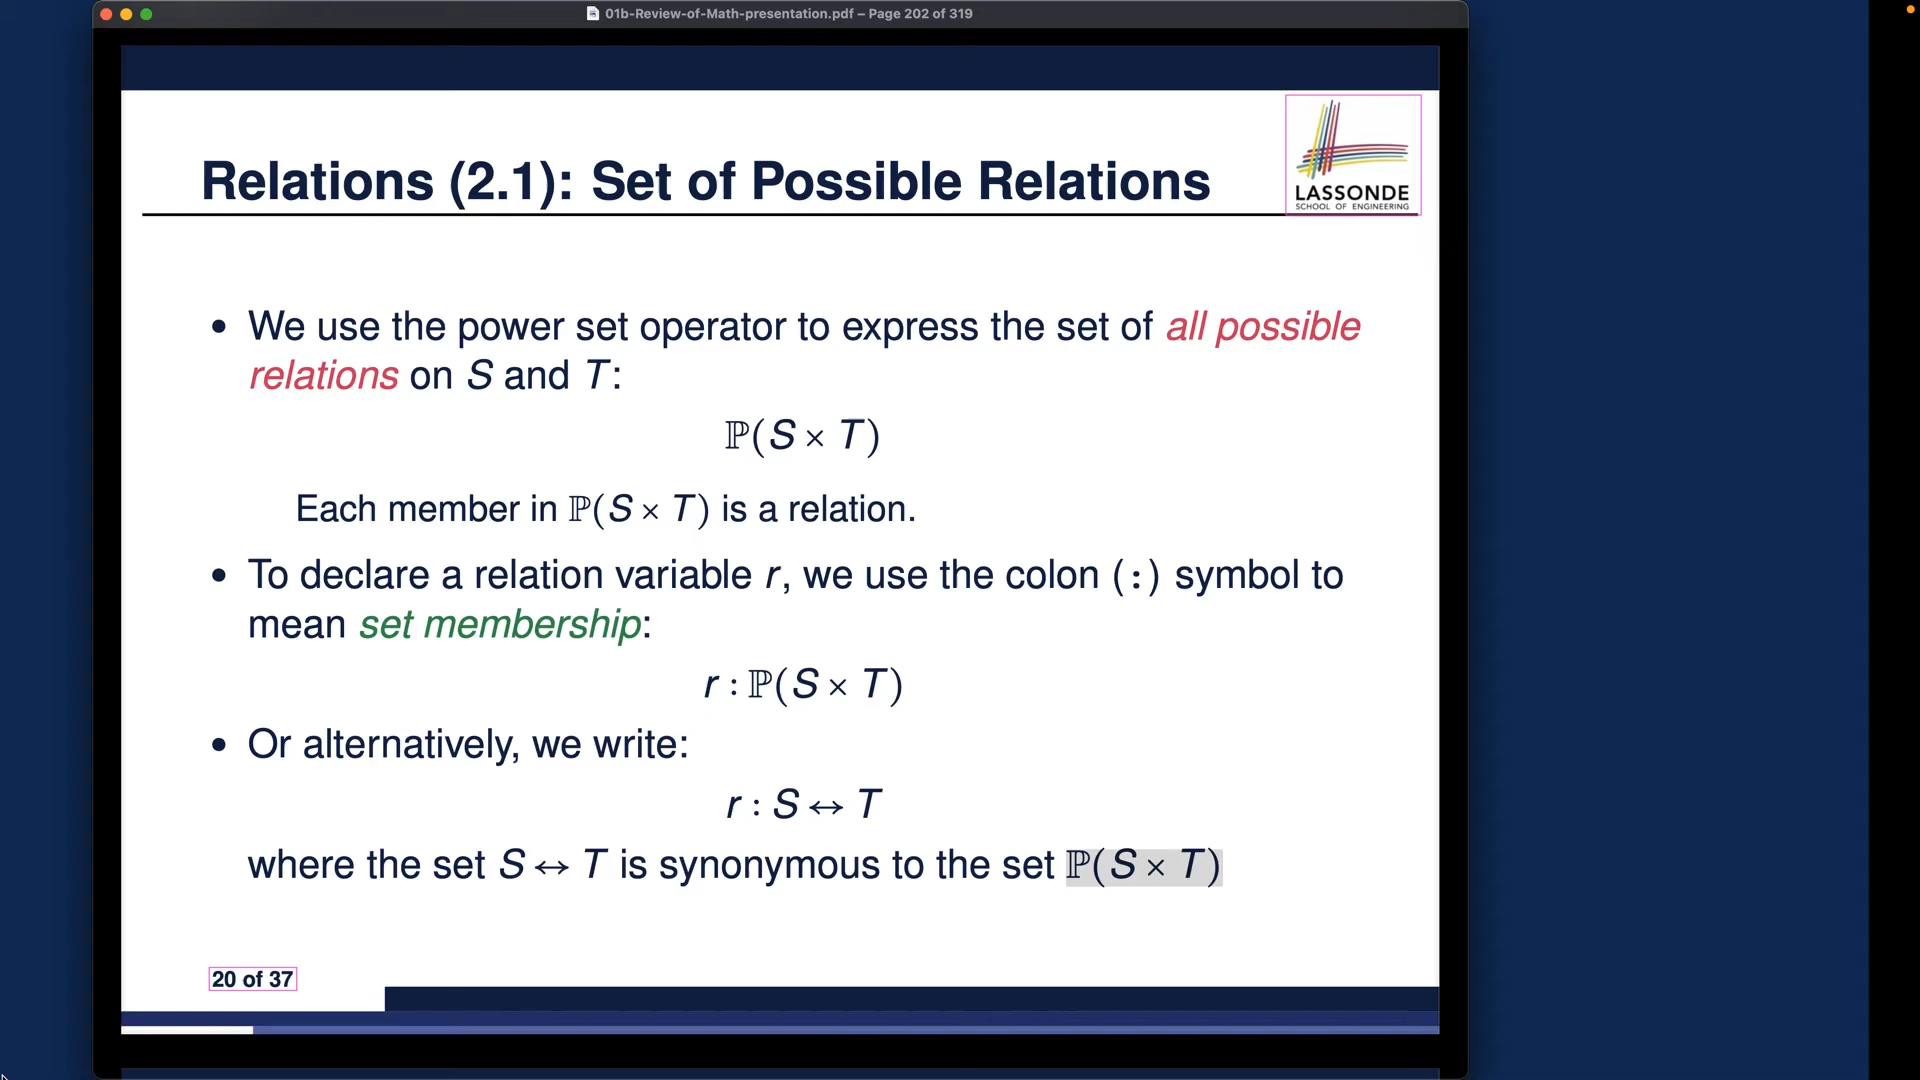 01b-Review-of-Math-presentation.pdf – Page 202 of 319
Relations (2.1): Set of Possible Relations
LASSONDE
SCHOOL OF ENGINEERING
• We use the power set operator to express the set of all possible
relations on S and T:
ℙ(S × T)
Each member in ℙ(S × T) is a relation.
• To declare a relation variable r, we use the colon (:) symbol to
mean set membership:
r : ℙ(S × T)
• Or alternatively, we write:
r : S ↔ T
where the set S ↔ T is synonymous to the set ℙ(S × T)
20 of 37